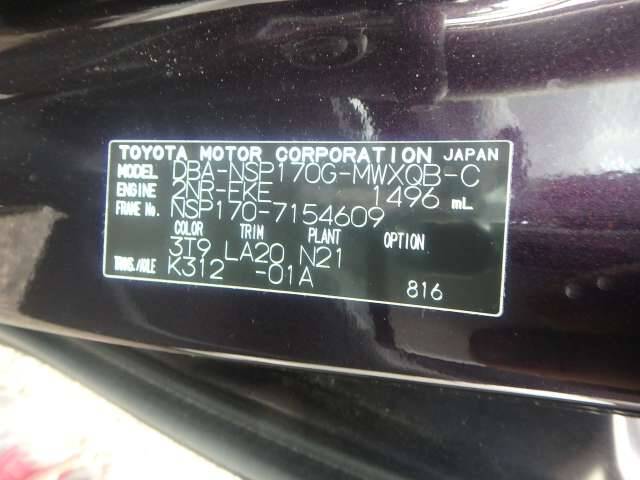 TOYOTA MOTOR CORPORATION JAPAN
MODEL DBA-NSP170G-MWXQB-C
ENGINE 2NR-FKE 1496 mL
FRAME No. NSP170-7154609
COLOR TRIM PLANT OPTION
3T9 LA20 N21
TRANS./AXLE K312 -01A
816